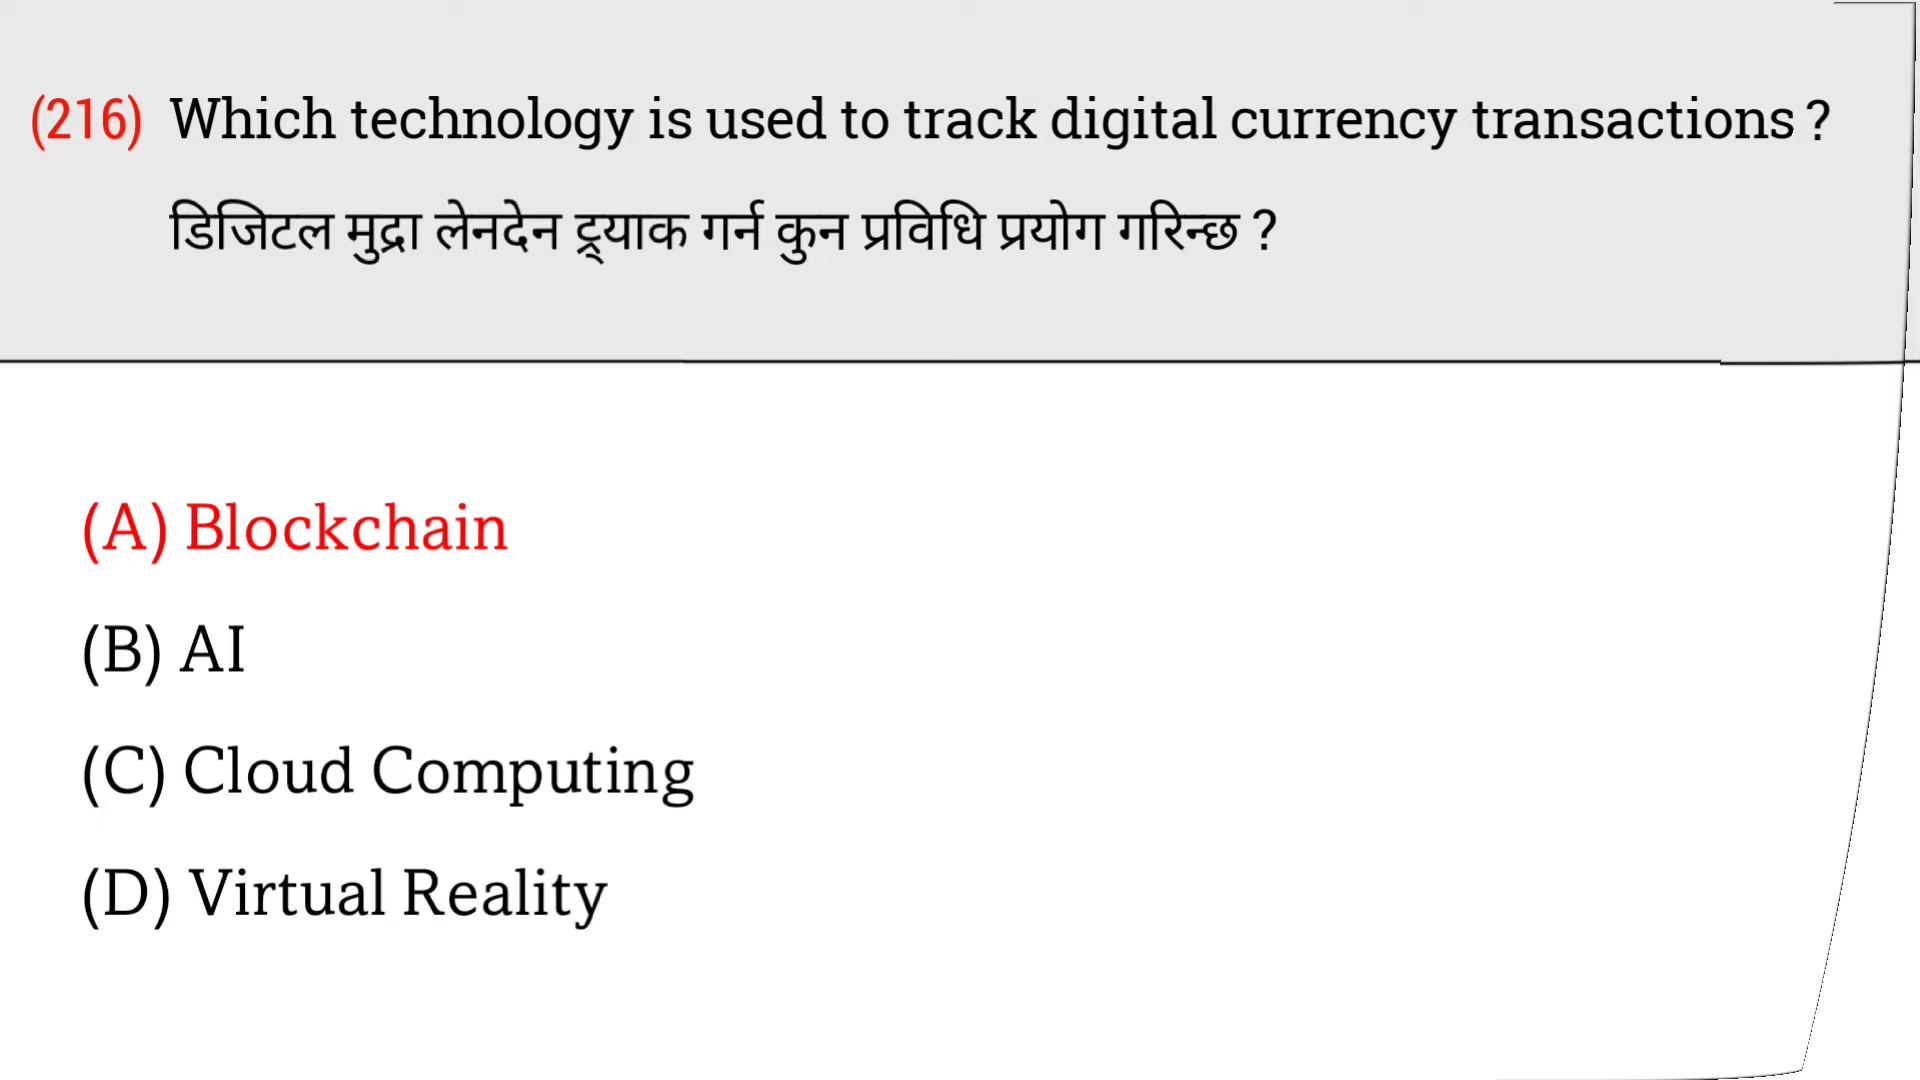 (216) Which technology is used to track digital currency transactions ?
डिजिटल मुद्रा लेनदेन ट्र्याक गर्न कुन प्रविधि प्रयोग गरिन्छ ?
(A) Blockchain
(B) AI
(C) Cloud Computing
(D) Virtual Reality